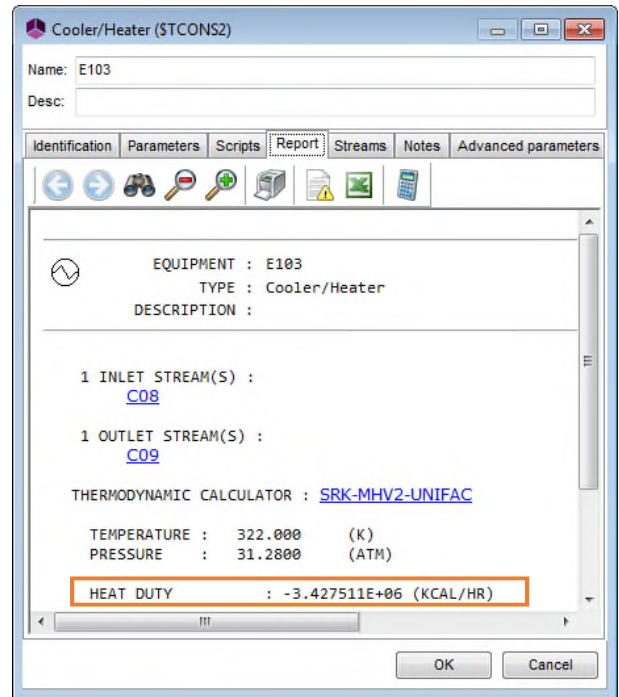 Cooler/Heater ($TCONS2)
Name: E103
Desc:
Identification Parameters Scripts Report Streams Notes Advanced parameters
EQUIPMENT : E103
TYPE : Cooler/Heater
DESCRIPTION :
1 INLET STREAM(S) :
C08
1 OUTLET STREAM(S) :
C09
THERMODYNAMIC CALCULATOR : SRK-MHV2-UNIFAC
TEMPERATURE : 322.000 (K)
PRESSURE : 31.2800 (ATM)
HEAT DUTY : -3.427511E+06 (KCAL/HR)
OK Cancel